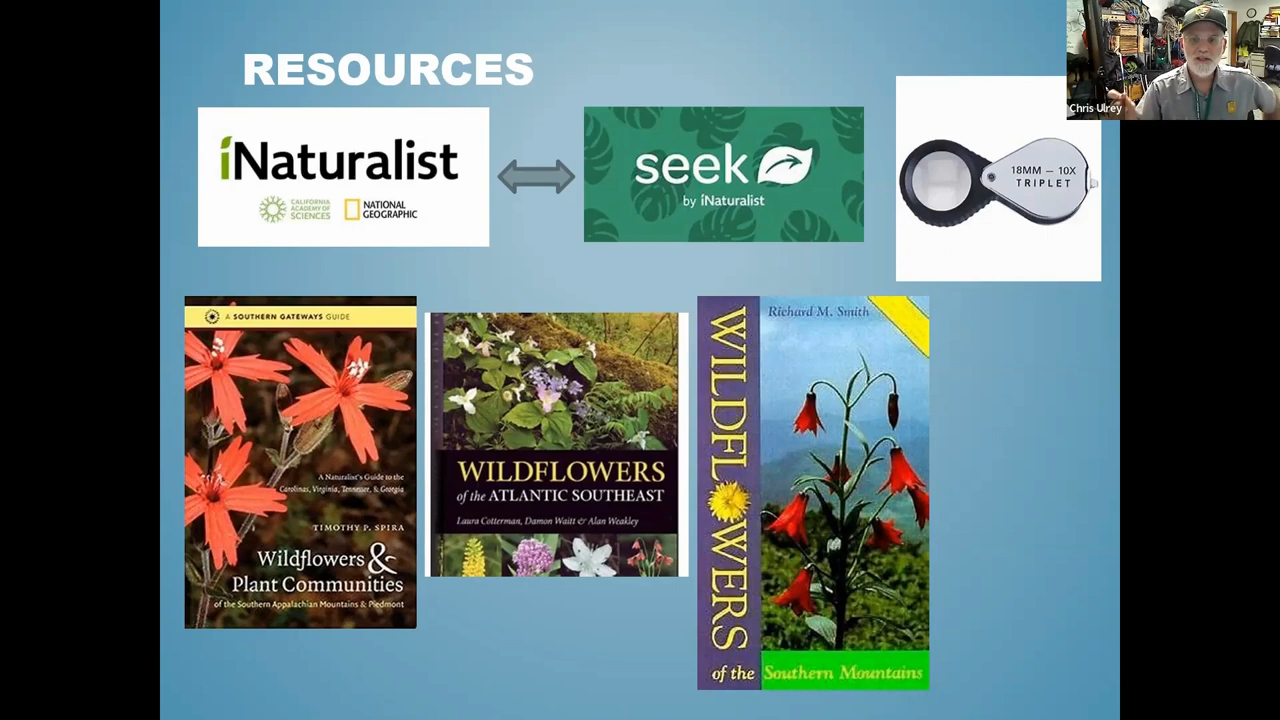 RESOURCES
Chris Ulrey
iNaturalist
CALIFORNIA
ACADEMY OF
SCIENCES
NATIONAL
GEOGRAPHIC
seek
by iNaturalist
18MM – 10X
TRIPLET
A SOUTHERN GATEWAYS GUIDE
A Naturalist's Guide to the
Carolinas, Virginia, Tennessee, & Georgia
TIMOTHY P. SPIRA
Wildflowers &
Plant Communities
of the Southern Appalachian Mountains & Piedmont
WILDFLOWERS
of the ATLANTIC SOUTHEAST
Laura Cotterman, Damon Waitt & Alan Weakley
Richard M. Smith
WILDFLOWERS
of the Southern Mountains